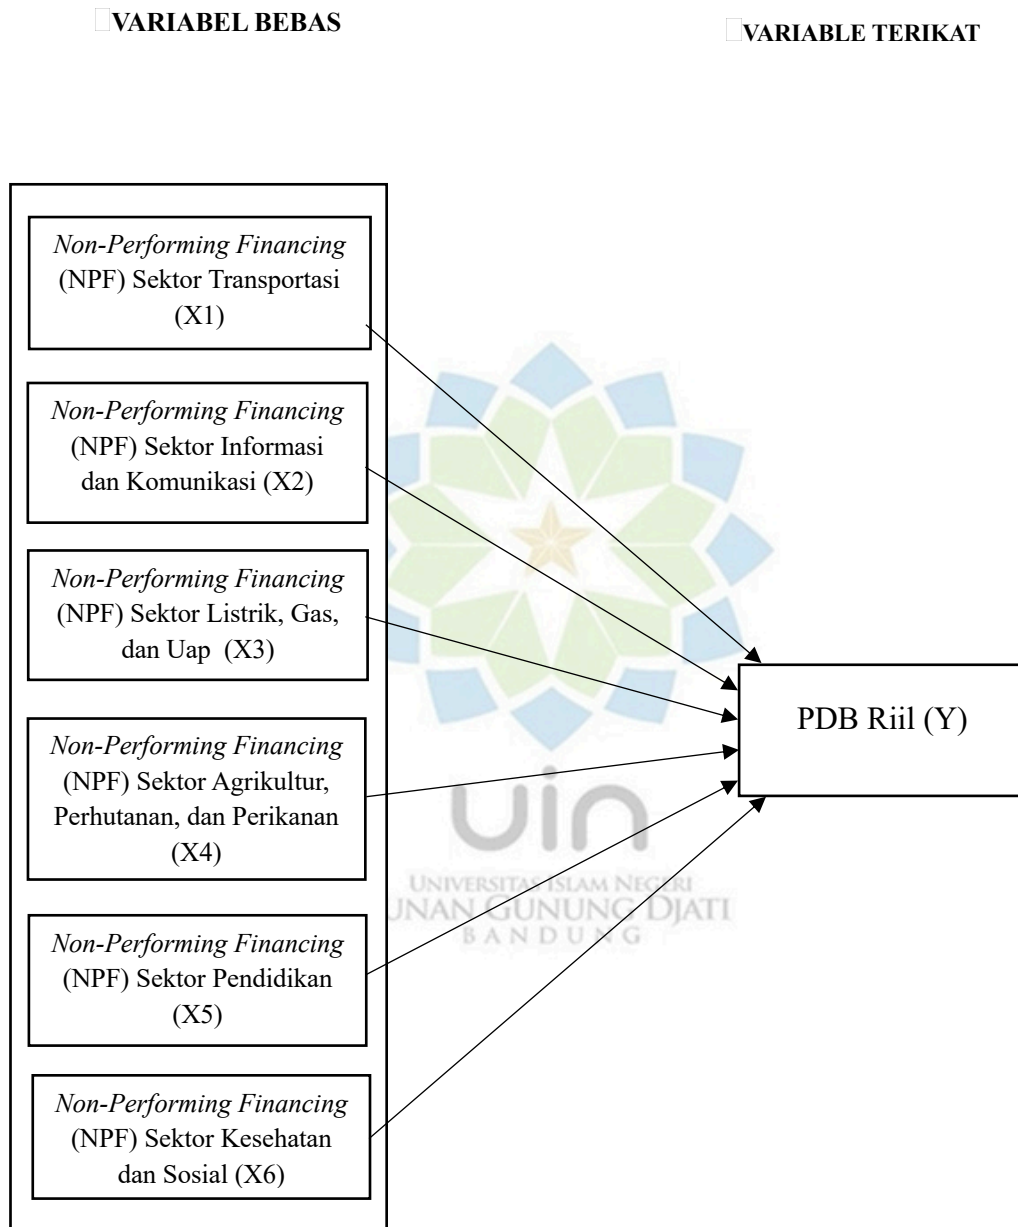 VARIABEL BEBAS
VARIABLE TERIKAT
Non-Performing Financing
(NPF) Sektor Transportasi
(X1)
Non-Performing Financing
(NPF) Sektor Informasi
dan Komunikasi (X2)
Non-Performing Financing
(NPF) Sektor Listrik, Gas,
dan Uap (X3)
Non-Performing Financing
(NPF) Sektor Agrikultur,
Perhutanan, dan Perikanan
(X4)
Non-Performing Financing
(NPF) Sektor Pendidikan
(X5)
Non-Performing Financing
(NPF) Sektor Kesehatan
dan Sosial (X6)
PDB Riil (Y)
uin
UNIVERSITAS ISLAM NEGERI
UNAN GUNUNG DJATI
BANDUNG